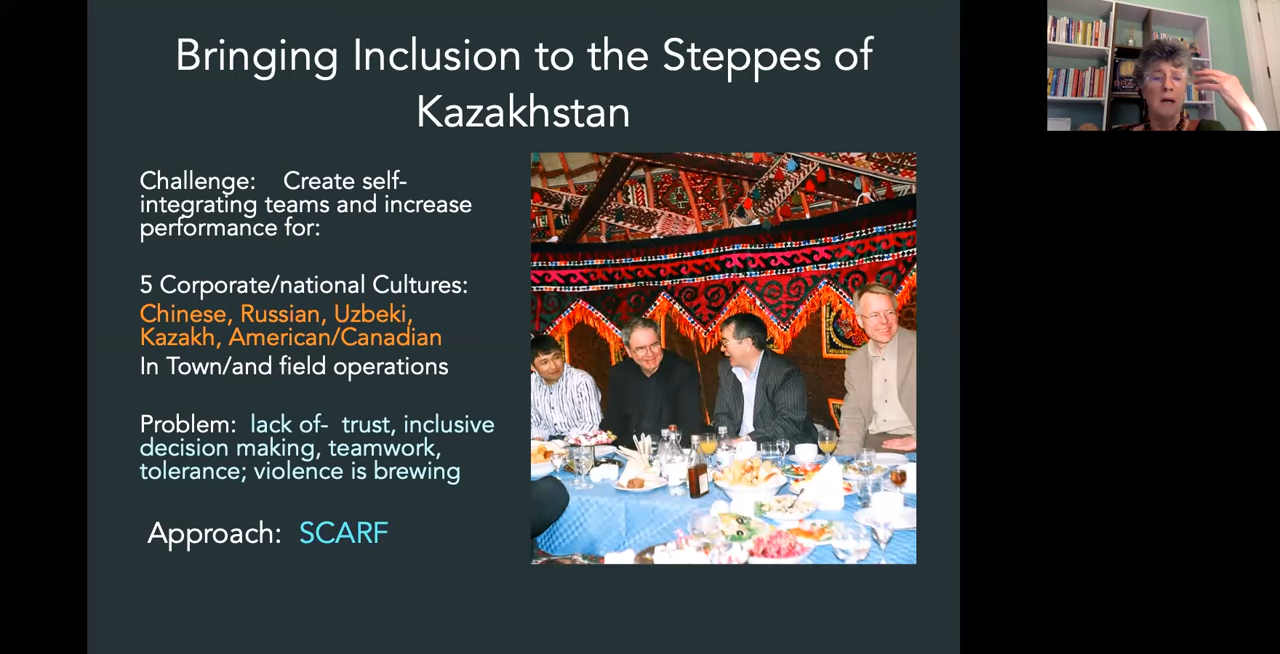 Bringing Inclusion to the Steppes of
Kazakhstan
Challenge: Create self-
integrating teams and increase
performance for:
5 Corporate/national Cultures:
Chinese, Russian, Uzbeki,
Kazakh, American/Canadian
In Town/and field operations
Problem: lack of- trust, inclusive
decision making, teamwork,
tolerance; violence is brewing
Approach: SCARF